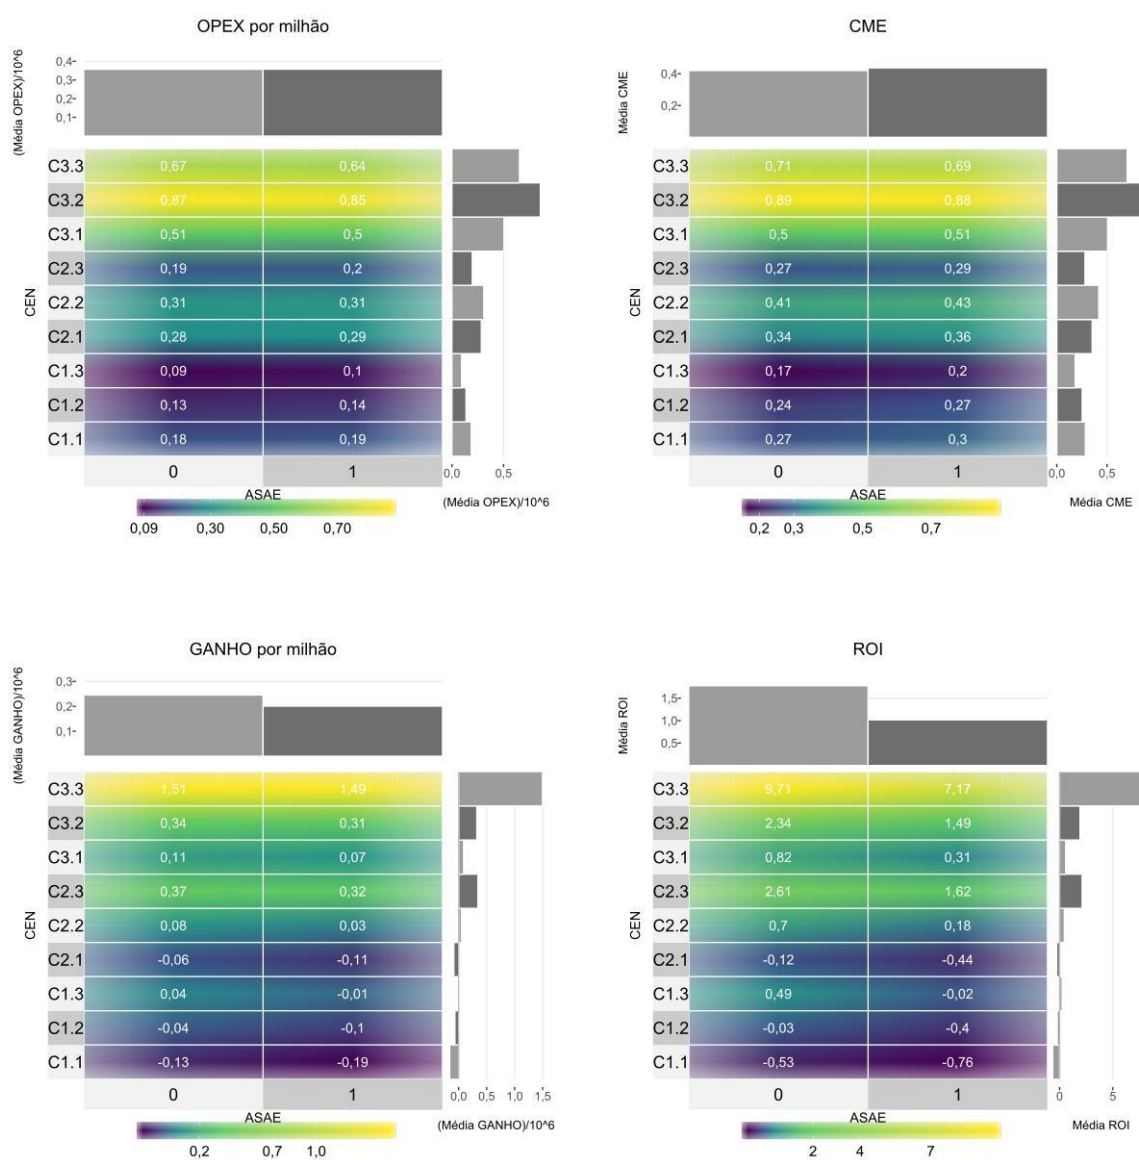 OPEX por milhão
(Média OPEX)/10^6
0,4
0,3
0,2
0,1
C3.3 0,67 0,64
C3.2 0,87 0,85
C3.1 0,51 0,5
C2.3 0,19 0,2
C2.2 0,31 0,31
C2.1 0,28 0,29
C1.3 0,09 0,1
C1.2 0,13 0,14
C1.1 0,18 0,19
CEN
0 1
0,0 0,5
ASAE
(Média OPEX)/10^6
0,09 0,30 0,50 0,70
CME
Média CME
0,4
0,2
C3.3 0,71 0,69
C3.2 0,89 0,88
C3.1 0,5 0,51
C2.3 0,27 0,29
C2.2 0,41 0,43
C2.1 0,34 0,36
C1.3 0,17 0,2
C1.2 0,24 0,27
C1.1 0,27 0,3
CEN
0 1
0,0 0,5
ASAE
Média CME
0,2 0,3 0,5 0,7
GANHO por milhão
(Média GANHO)/10^6
0,3
0,2
0,1
C3.3 1,51 1,49
C3.2 0,34 0,31
C3.1 0,11 0,07
C2.3 0,37 0,32
C2.2 0,08 0,03
C2.1 -0,06 -0,11
C1.3 0,04 -0,01
C1.2 -0,04 -0,1
C1.1 -0,13 -0,19
CEN
0 1
0,0 0,5 1,0 1,5
ASAE
(Média GANHO)/10^6
0,2 0,7 1,0
ROI
Média ROI
1,5
1,0
0,5
C3.3 9,71 7,17
C3.2 2,34 1,49
C3.1 0,82 0,31
C2.3 2,61 1,62
C2.2 0,7 0,18
C2.1 -0,12 -0,44
C1.3 0,49 -0,02
C1.2 -0,03 -0,4
C1.1 -0,53 -0,76
CEN
0 1
0 5
ASAE
Média ROI
2 4 7